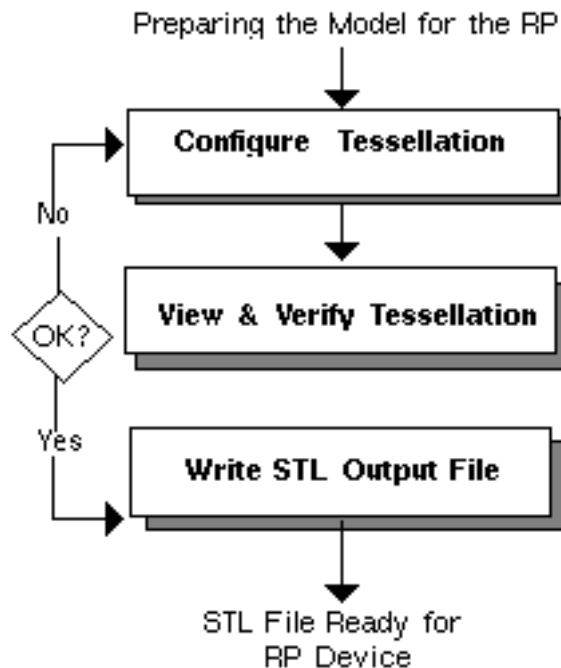 Preparing the Model for the RP
Configure Tessellation
No
View & Verify Tessellation
OK?
Yes
Write STL Output File
STL File Ready for
RP Device